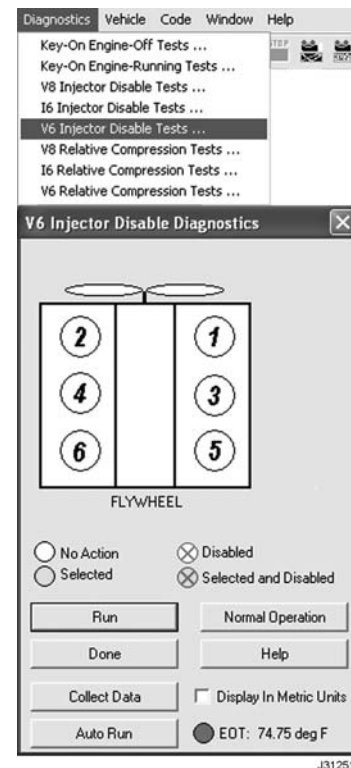 Diagnostics Vehicle Code Window Help
Key-On Engine-Off Tests ...
Key-On Engine-Running Tests ...
V8 Injector Disable Tests ...
I6 Injector Disable Tests ...
V6 Injector Disable Tests ...
V8 Relative Compression Tests ...
I6 Relative Compression Tests ...
V6 Relative Compression Tests ...
V6 Injector Disable Diagnostics
2 1
4 3
6 5
FLYWHEEL
No Action Disabled
Selected Selected and Disabled
Run Normal Operation
Done Help
Collect Data Display In Metric Units
Auto Run EOT: 74.75 deg F